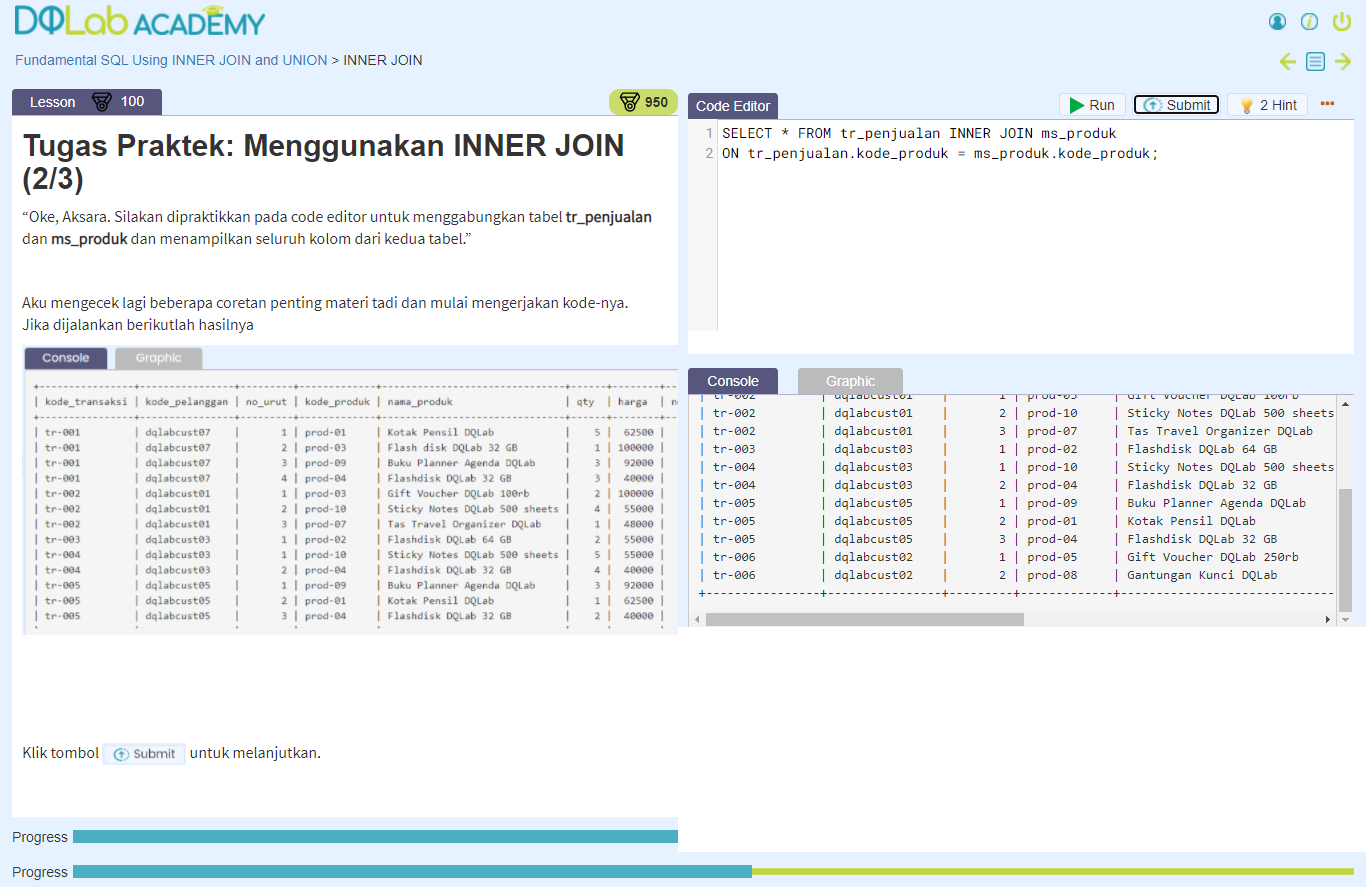 DQLab ACADEMY
Fundamental SQL Using INNER JOIN and UNION > INNER JOIN
Lesson 100
950
Tugas Praktek: Menggunakan INNER JOIN
(2/3)
“Oke, Aksara. Silakan dipraktikkan pada code editor untuk menggabungkan tabel tr_penjualan
dan ms_produk dan menampilkan seluruh kolom dari kedua tabel.”
Aku mengecek lagi beberapa coretan penting materi tadi dan mulai mengerjakan kode-nya.
Jika dijalankan berikutlah hasilnya
Console Graphic
| kode_transaksi | kode_pelanggan | no_urut | kode_produk | nama_produk | qty | harga |
| tr-001 | dqlabcust07 | 1 | prod-01 | Kotak Pensil DQLab | 5 | 62500 |
| tr-001 | dqlabcust07 | 2 | prod-03 | Flash disk DQLab 32 GB | 1 | 100000 |
| tr-001 | dqlabcust07 | 3 | prod-09 | Buku Planner Agenda DQLab | 3 | 92000 |
| tr-001 | dqlabcust07 | 4 | prod-04 | Flashdisk DQLab 32 GB | 3 | 40000 |
| tr-002 | dqlabcust01 | 1 | prod-03 | Gift Voucher DQLab 100rb | 2 | 100000 |
| tr-002 | dqlabcust01 | 2 | prod-10 | Sticky Notes DQLab 500 sheets | 4 | 55000 |
| tr-002 | dqlabcust01 | 3 | prod-07 | Tas Travel Organizer DQLab | 1 | 48000 |
| tr-003 | dqlabcust03 | 1 | prod-02 | Flashdisk DQLab 64 GB | 2 | 55000 |
| tr-004 | dqlabcust03 | 1 | prod-10 | Sticky Notes DQLab 500 sheets | 5 | 55000 |
| tr-004 | dqlabcust03 | 2 | prod-04 | Flashdisk DQLab 32 GB | 4 | 40000 |
| tr-005 | dqlabcust05 | 1 | prod-09 | Buku Planner Agenda DQLab | 3 | 92000 |
| tr-005 | dqlabcust05 | 2 | prod-01 | Kotak Pensil DQLab | 1 | 62500 |
| tr-005 | dqlabcust05 | 3 | prod-04 | Flashdisk DQLab 32 GB | 2 | 40000 |
Klik tombol Submit untuk melanjutkan.
Progress
Progress
Code Editor Run Submit 2 Hint
1 SELECT * FROM tr_penjualan INNER JOIN ms_produk
2 ON tr_penjualan.kode_produk = ms_produk.kode_produk;
Console Graphic
| tr-002 | dqlabcust01 | 1 | prod-03 | Gift Voucher DQLab 100rb
| tr-002 | dqlabcust01 | 2 | prod-10 | Sticky Notes DQLab 500 sheets
| tr-002 | dqlabcust01 | 3 | prod-07 | Tas Travel Organizer DQLab
| tr-003 | dqlabcust03 | 1 | prod-02 | Flashdisk DQLab 64 GB
| tr-004 | dqlabcust03 | 1 | prod-10 | Sticky Notes DQLab 500 sheets
| tr-004 | dqlabcust03 | 2 | prod-04 | Flashdisk DQLab 32 GB
| tr-005 | dqlabcust05 | 1 | prod-09 | Buku Planner Agenda DQLab
| tr-005 | dqlabcust05 | 2 | prod-01 | Kotak Pensil DQLab
| tr-005 | dqlabcust05 | 3 | prod-04 | Flashdisk DQLab 32 GB
| tr-006 | dqlabcust02 | 1 | prod-05 | Gift Voucher DQLab 250rb
| tr-006 | dqlabcust02 | 2 | prod-08 | Gantungan Kunci DQLab